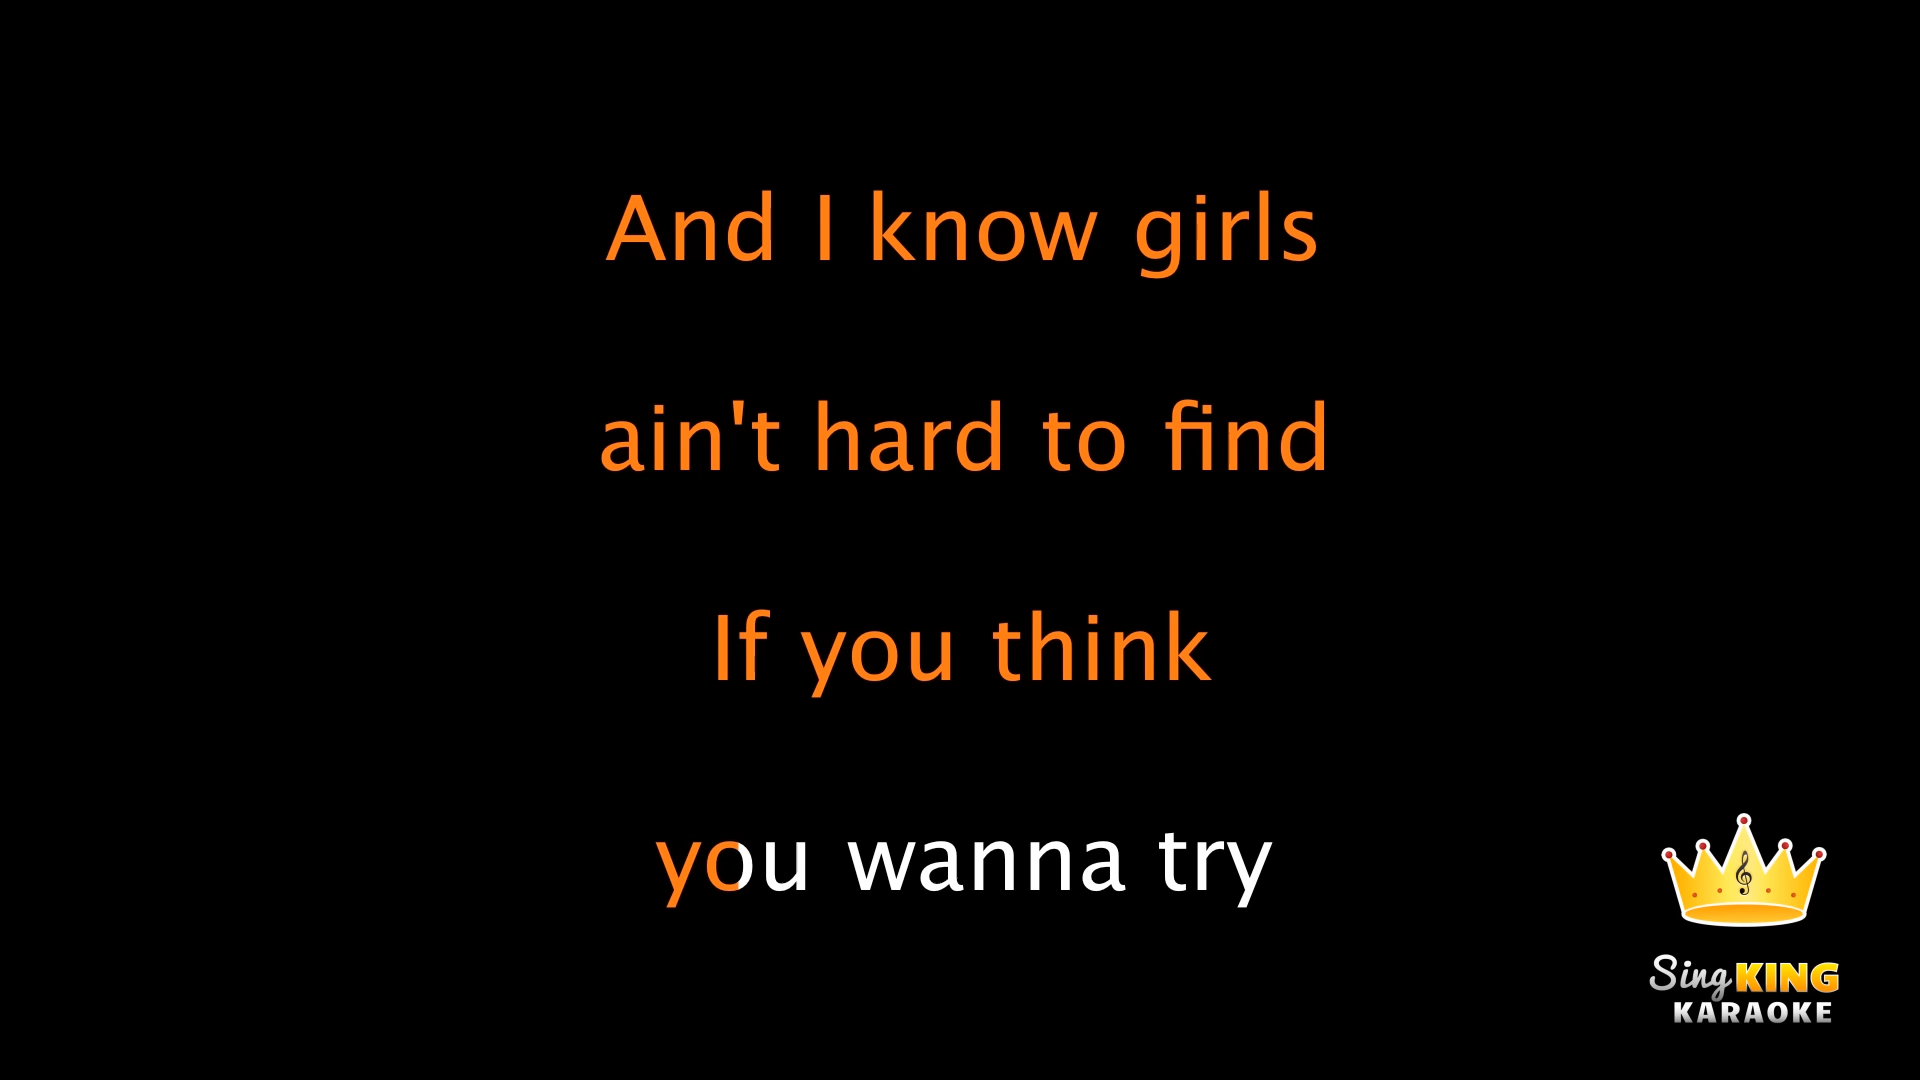 And I know girls
ain't hard to find
If you think
you wanna try
Sing KING
KARAOKE